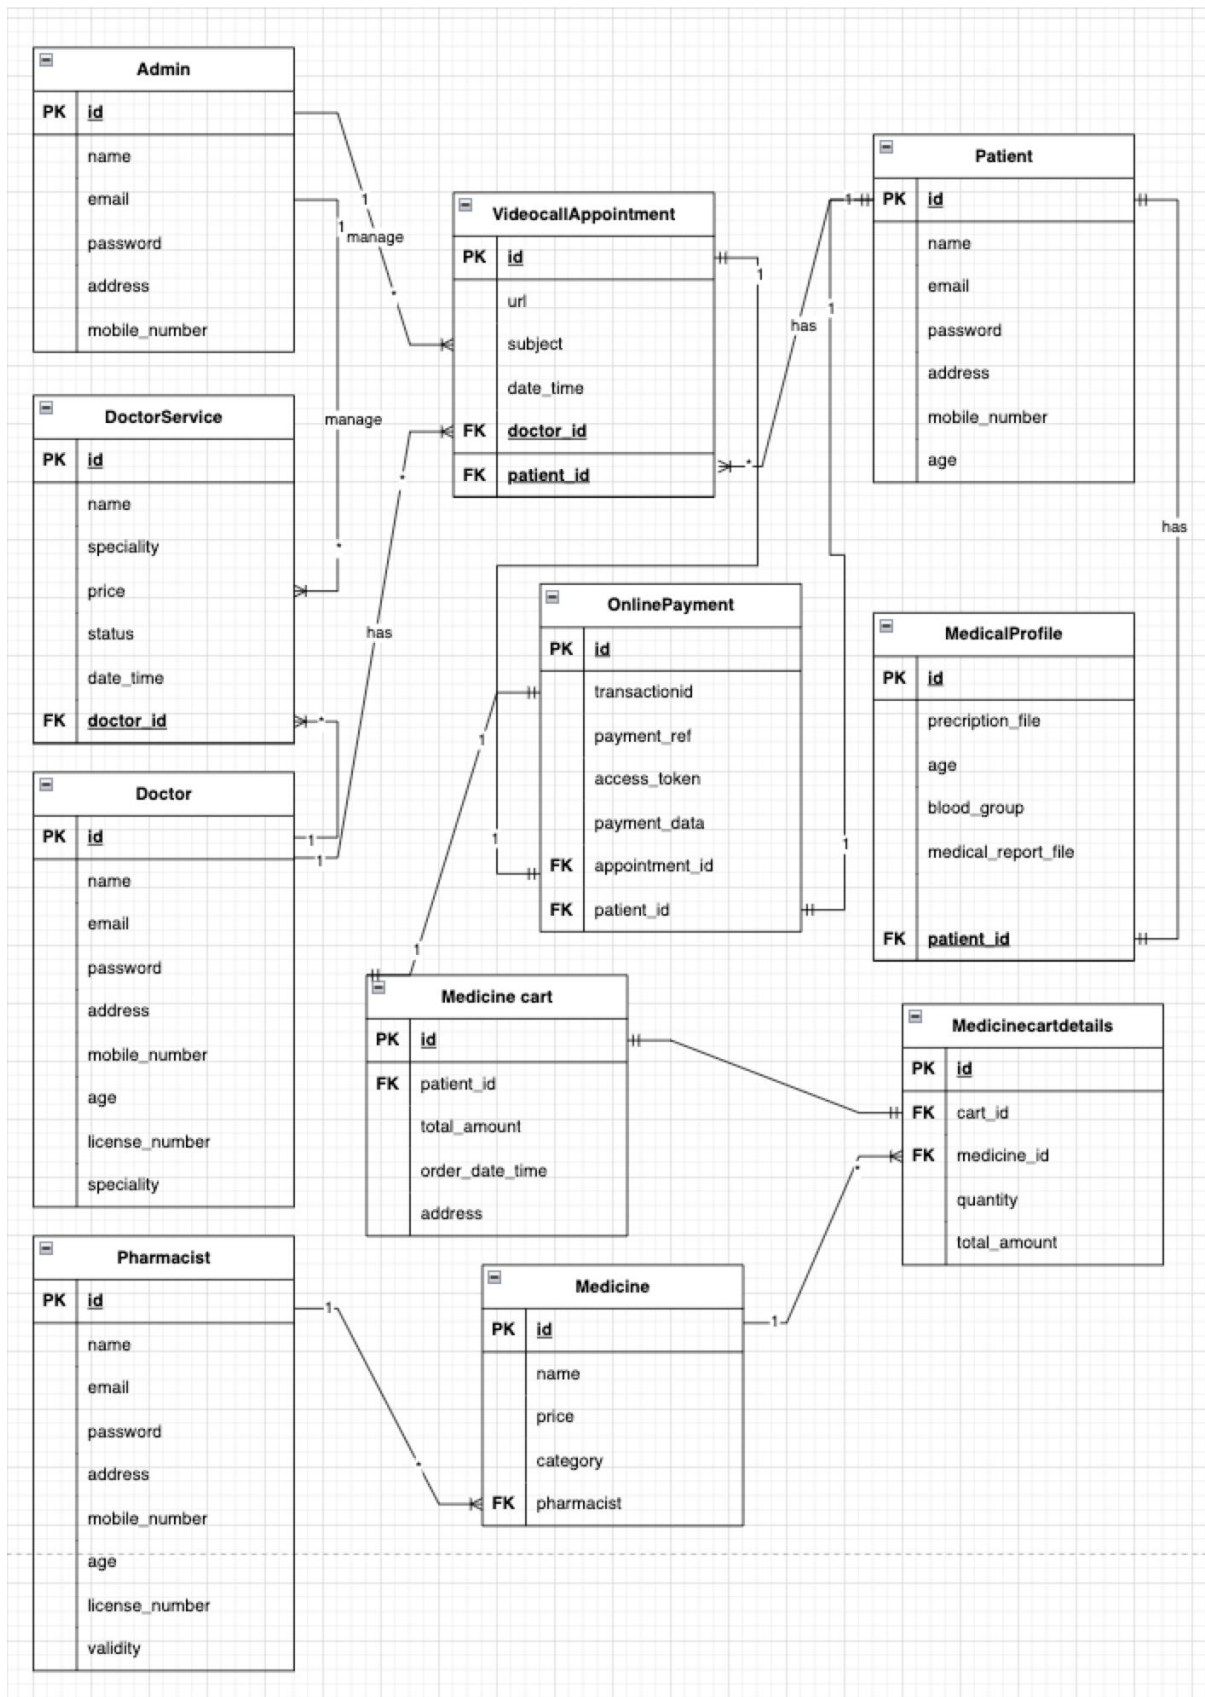 Admin
PK id
name
email
password
address
mobile_number
1
1
manage
*
manage
*
DoctorService
PK id
name
speciality
price
status
date_time
FK doctor_id
*
Doctor
PK id
1
1
name
email
password
address
mobile_number
age
license_number
speciality
has
*
VideocallAppointment
PK id
url
subject
date_time
FK doctor_id
FK patient_id
1
*
has
1
1
Patient
PK id
name
email
password
address
mobile_number
age
has
OnlinePayment
PK id
transactionid
payment_ref
access_token
payment_data
FK appointment_id
FK patient_id
1
1
1
1
MedicalProfile
PK id
precription_file
age
blood_group
medical_report_file
FK patient_id
Medicine cart
PK id
FK patient_id
total_amount
order_date_time
address
Medicinecartdetails
PK id
FK cart_id
FK medicine_id
quantity
total_amount
*
1
Pharmacist
PK id
name
email
password
address
mobile_number
age
license_number
validity
1
*
Medicine
PK id
name
price
category
FK pharmacist